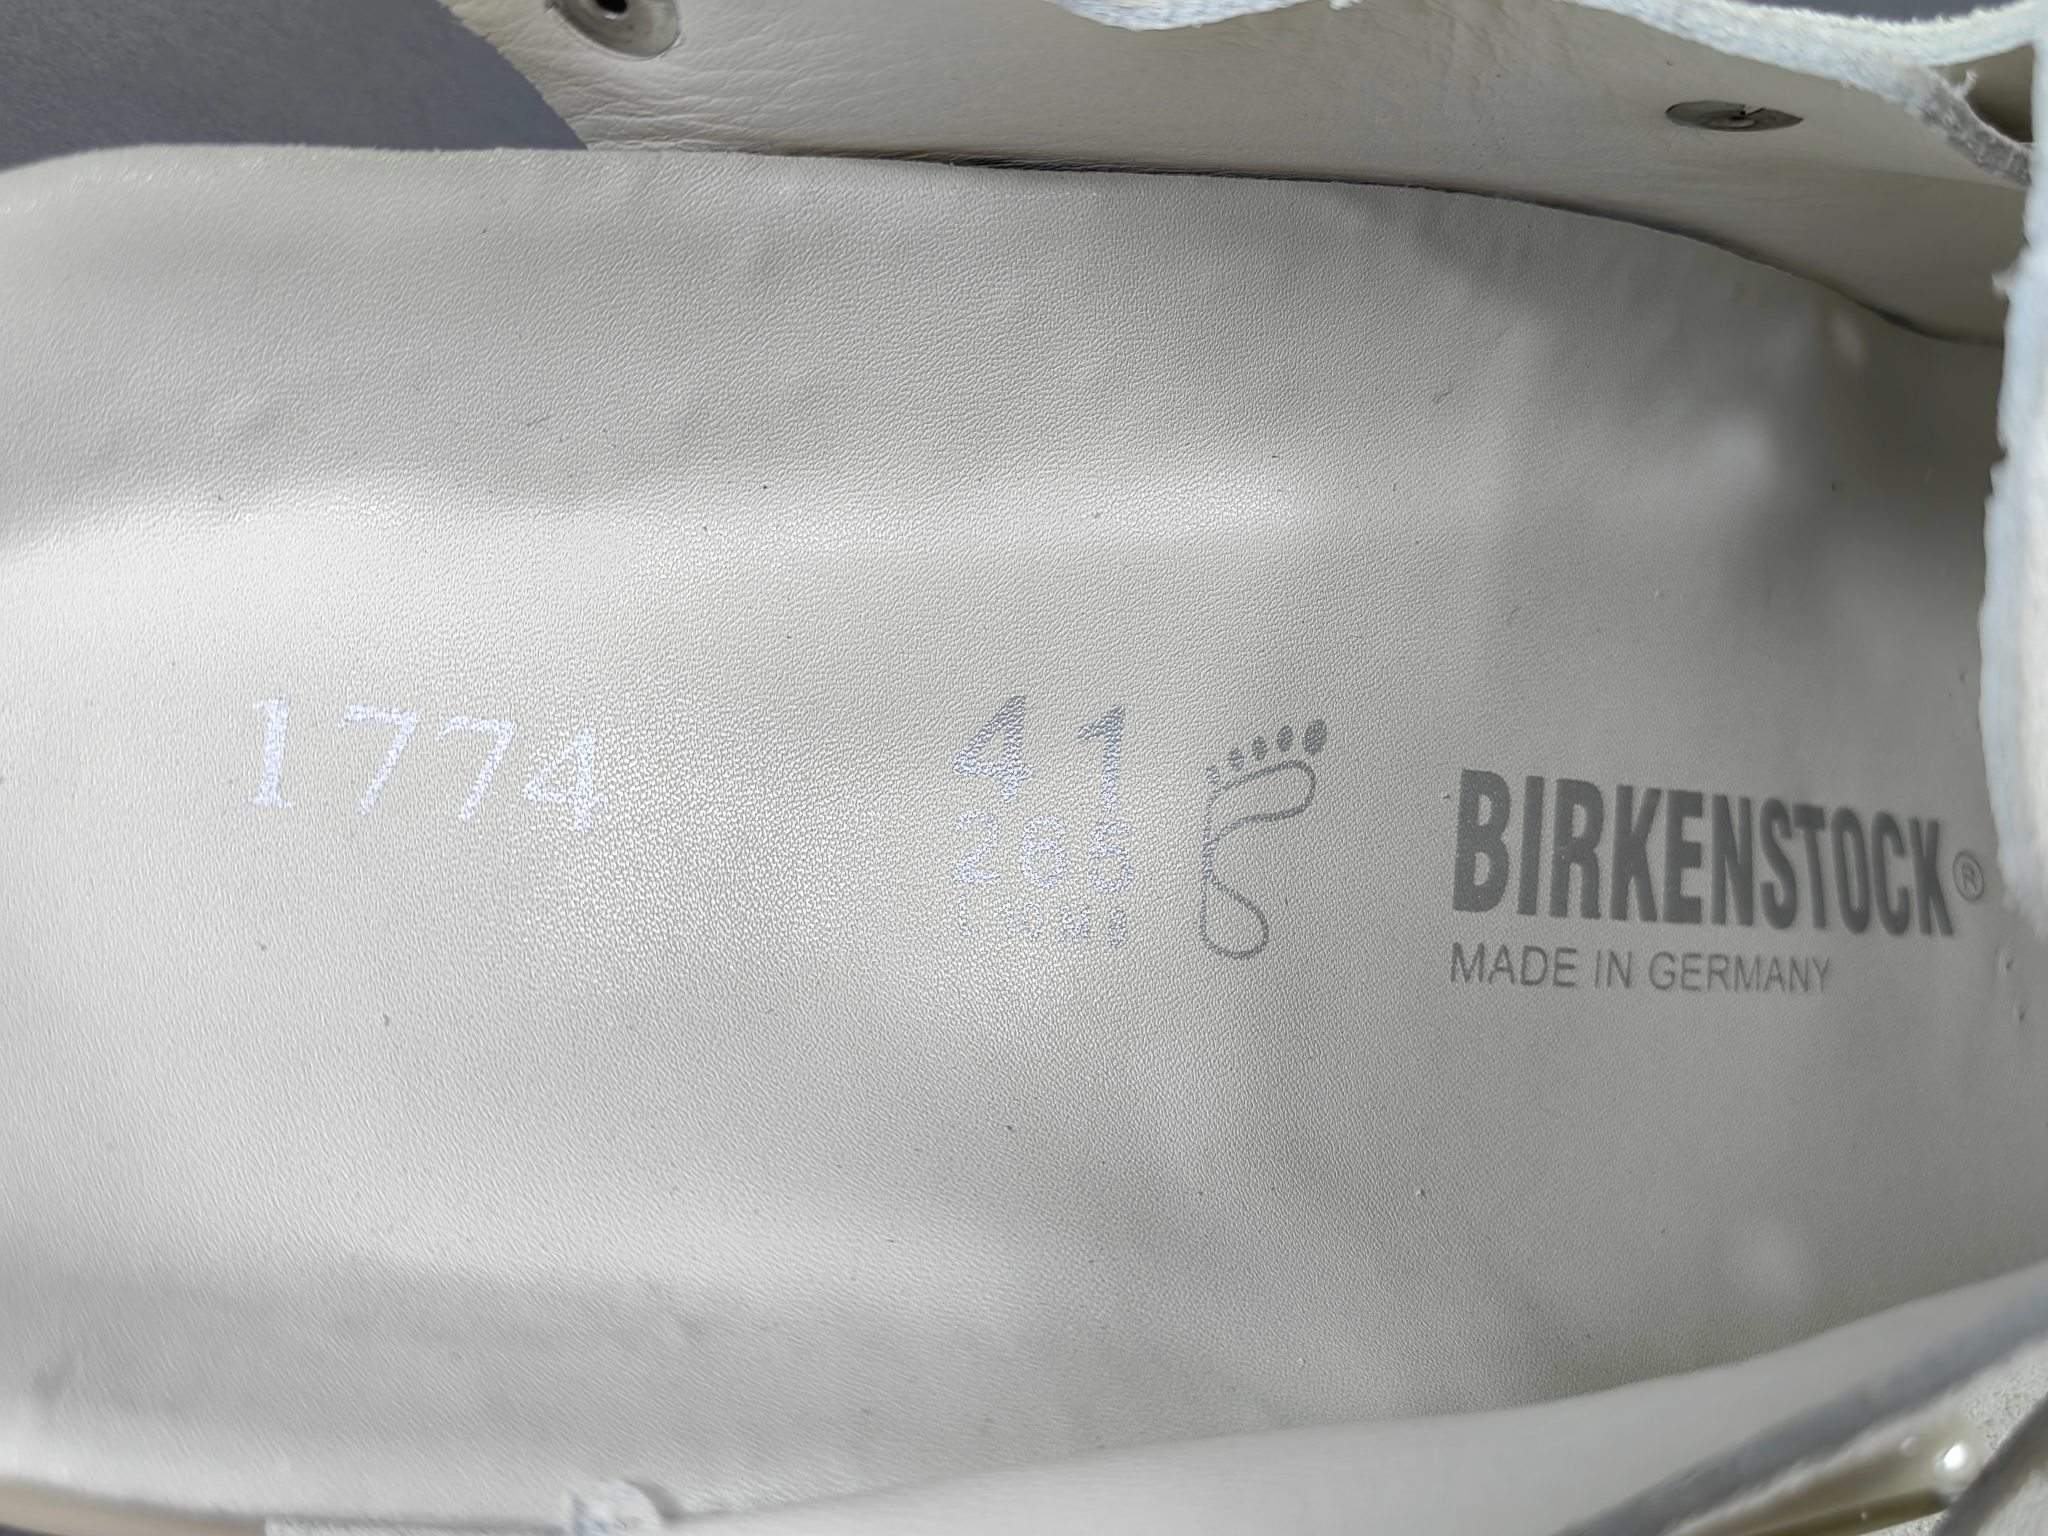 1774
41
265
BIRKENSTOCK®
MADE IN GERMANY